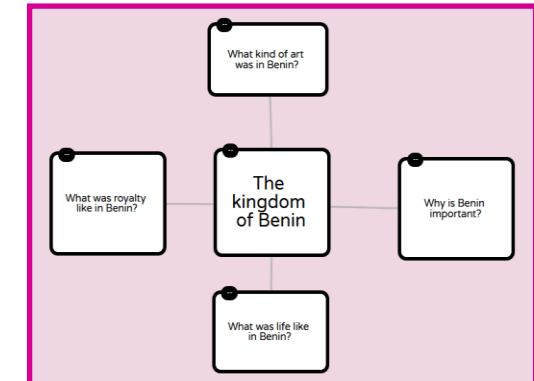 What kind of art
was in Benin?
What was royalty
like in Benin?
The
kingdom
of Benin
Why is Benin
important?
What was life like
in Benin?